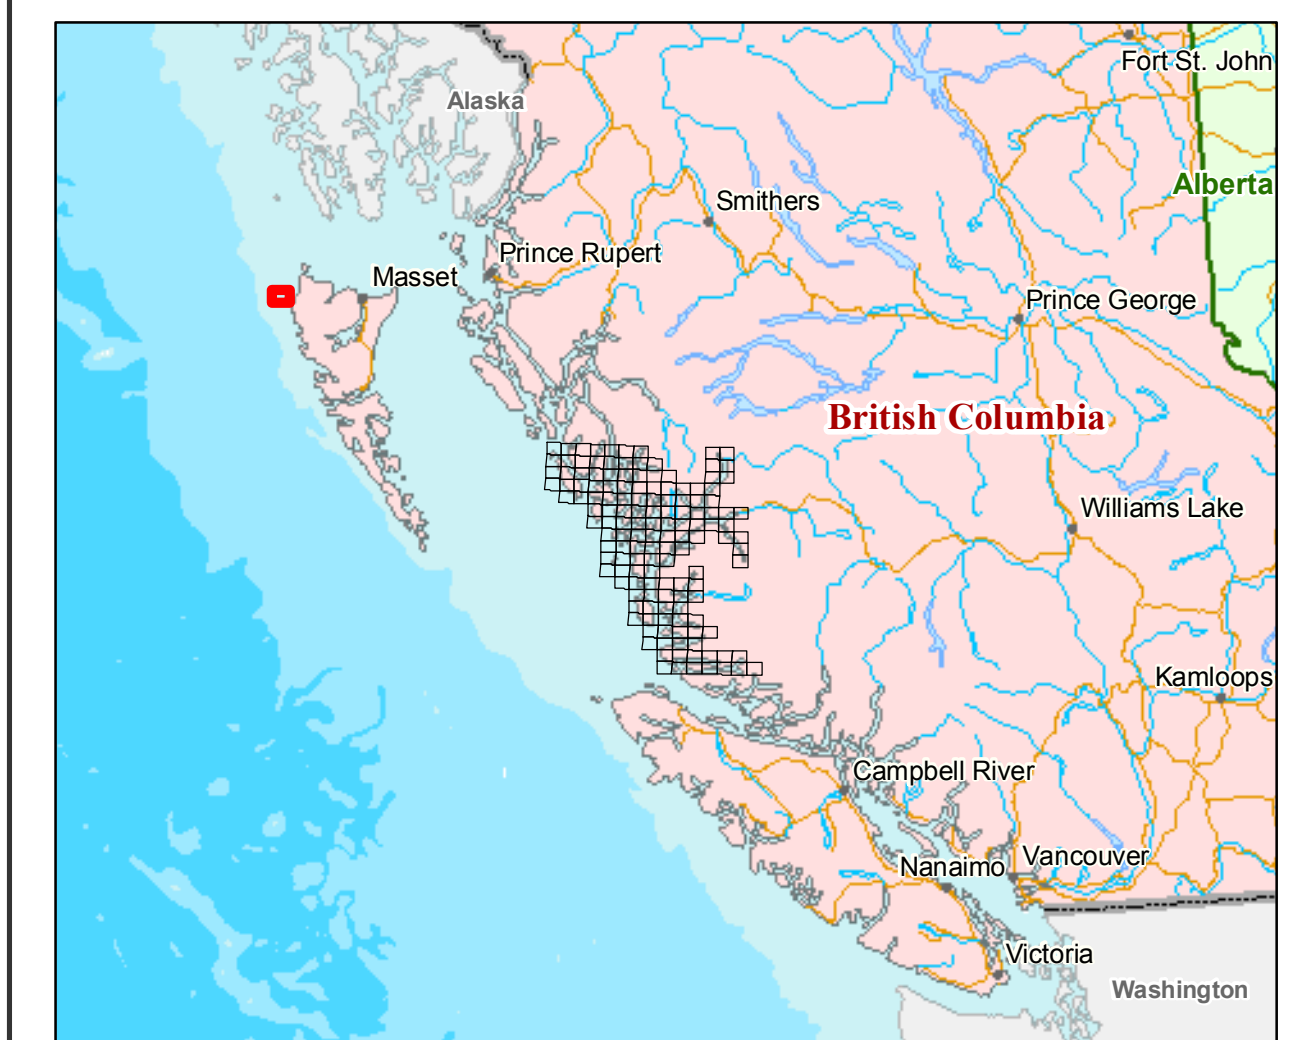 Fort St. John
Alaska
Alberta
Smithers
Prince Rupert
Masset
Prince George
British Columbia
Williams Lake
Kamloops
Campbell River
Vancouver
Nanaimo
Victoria
Washington